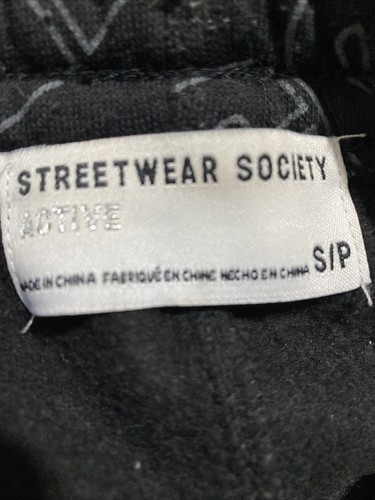 STREETWEAR SOCIETY
ACTIVE
MADE IN CHINA FABRIQUÉ EN CHINE HECHO EN CHINA S/P